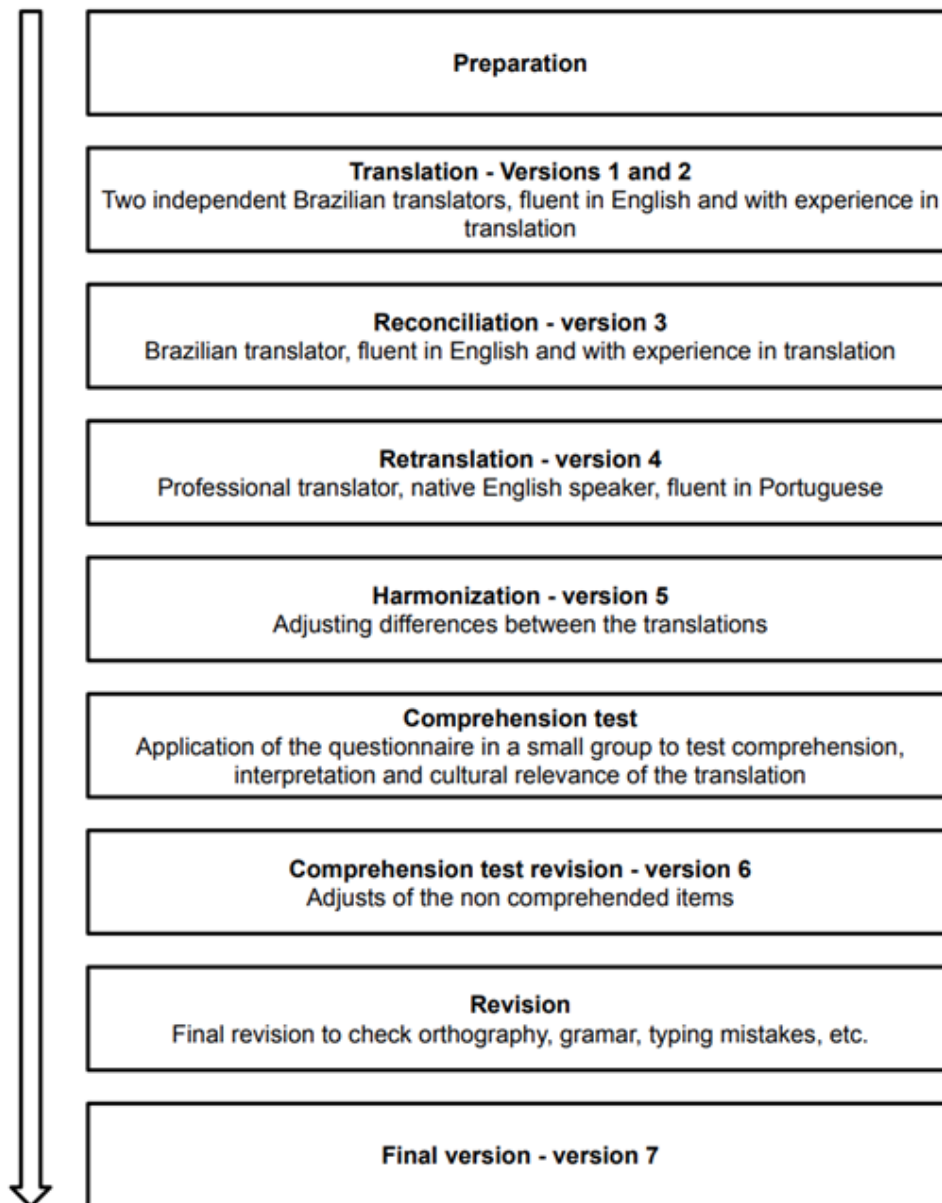 Preparation
Translation - Versions 1 and 2
Two independent Brazilian translators, fluent in English and with experience in
translation
Reconciliation - version 3
Brazilian translator, fluent in English and with experience in translation
Retranslation - version 4
Professional translator, native English speaker, fluent in Portuguese
Harmonization - version 5
Adjusting differences between the translations
Comprehension test
Application of the questionnaire in a small group to test comprehension,
interpretation and cultural relevance of the translation
Comprehension test revision - version 6
Adjusts of the non comprehended items
Revision
Final revision to check orthography, gramar, typing mistakes, etc.
Final version - version 7